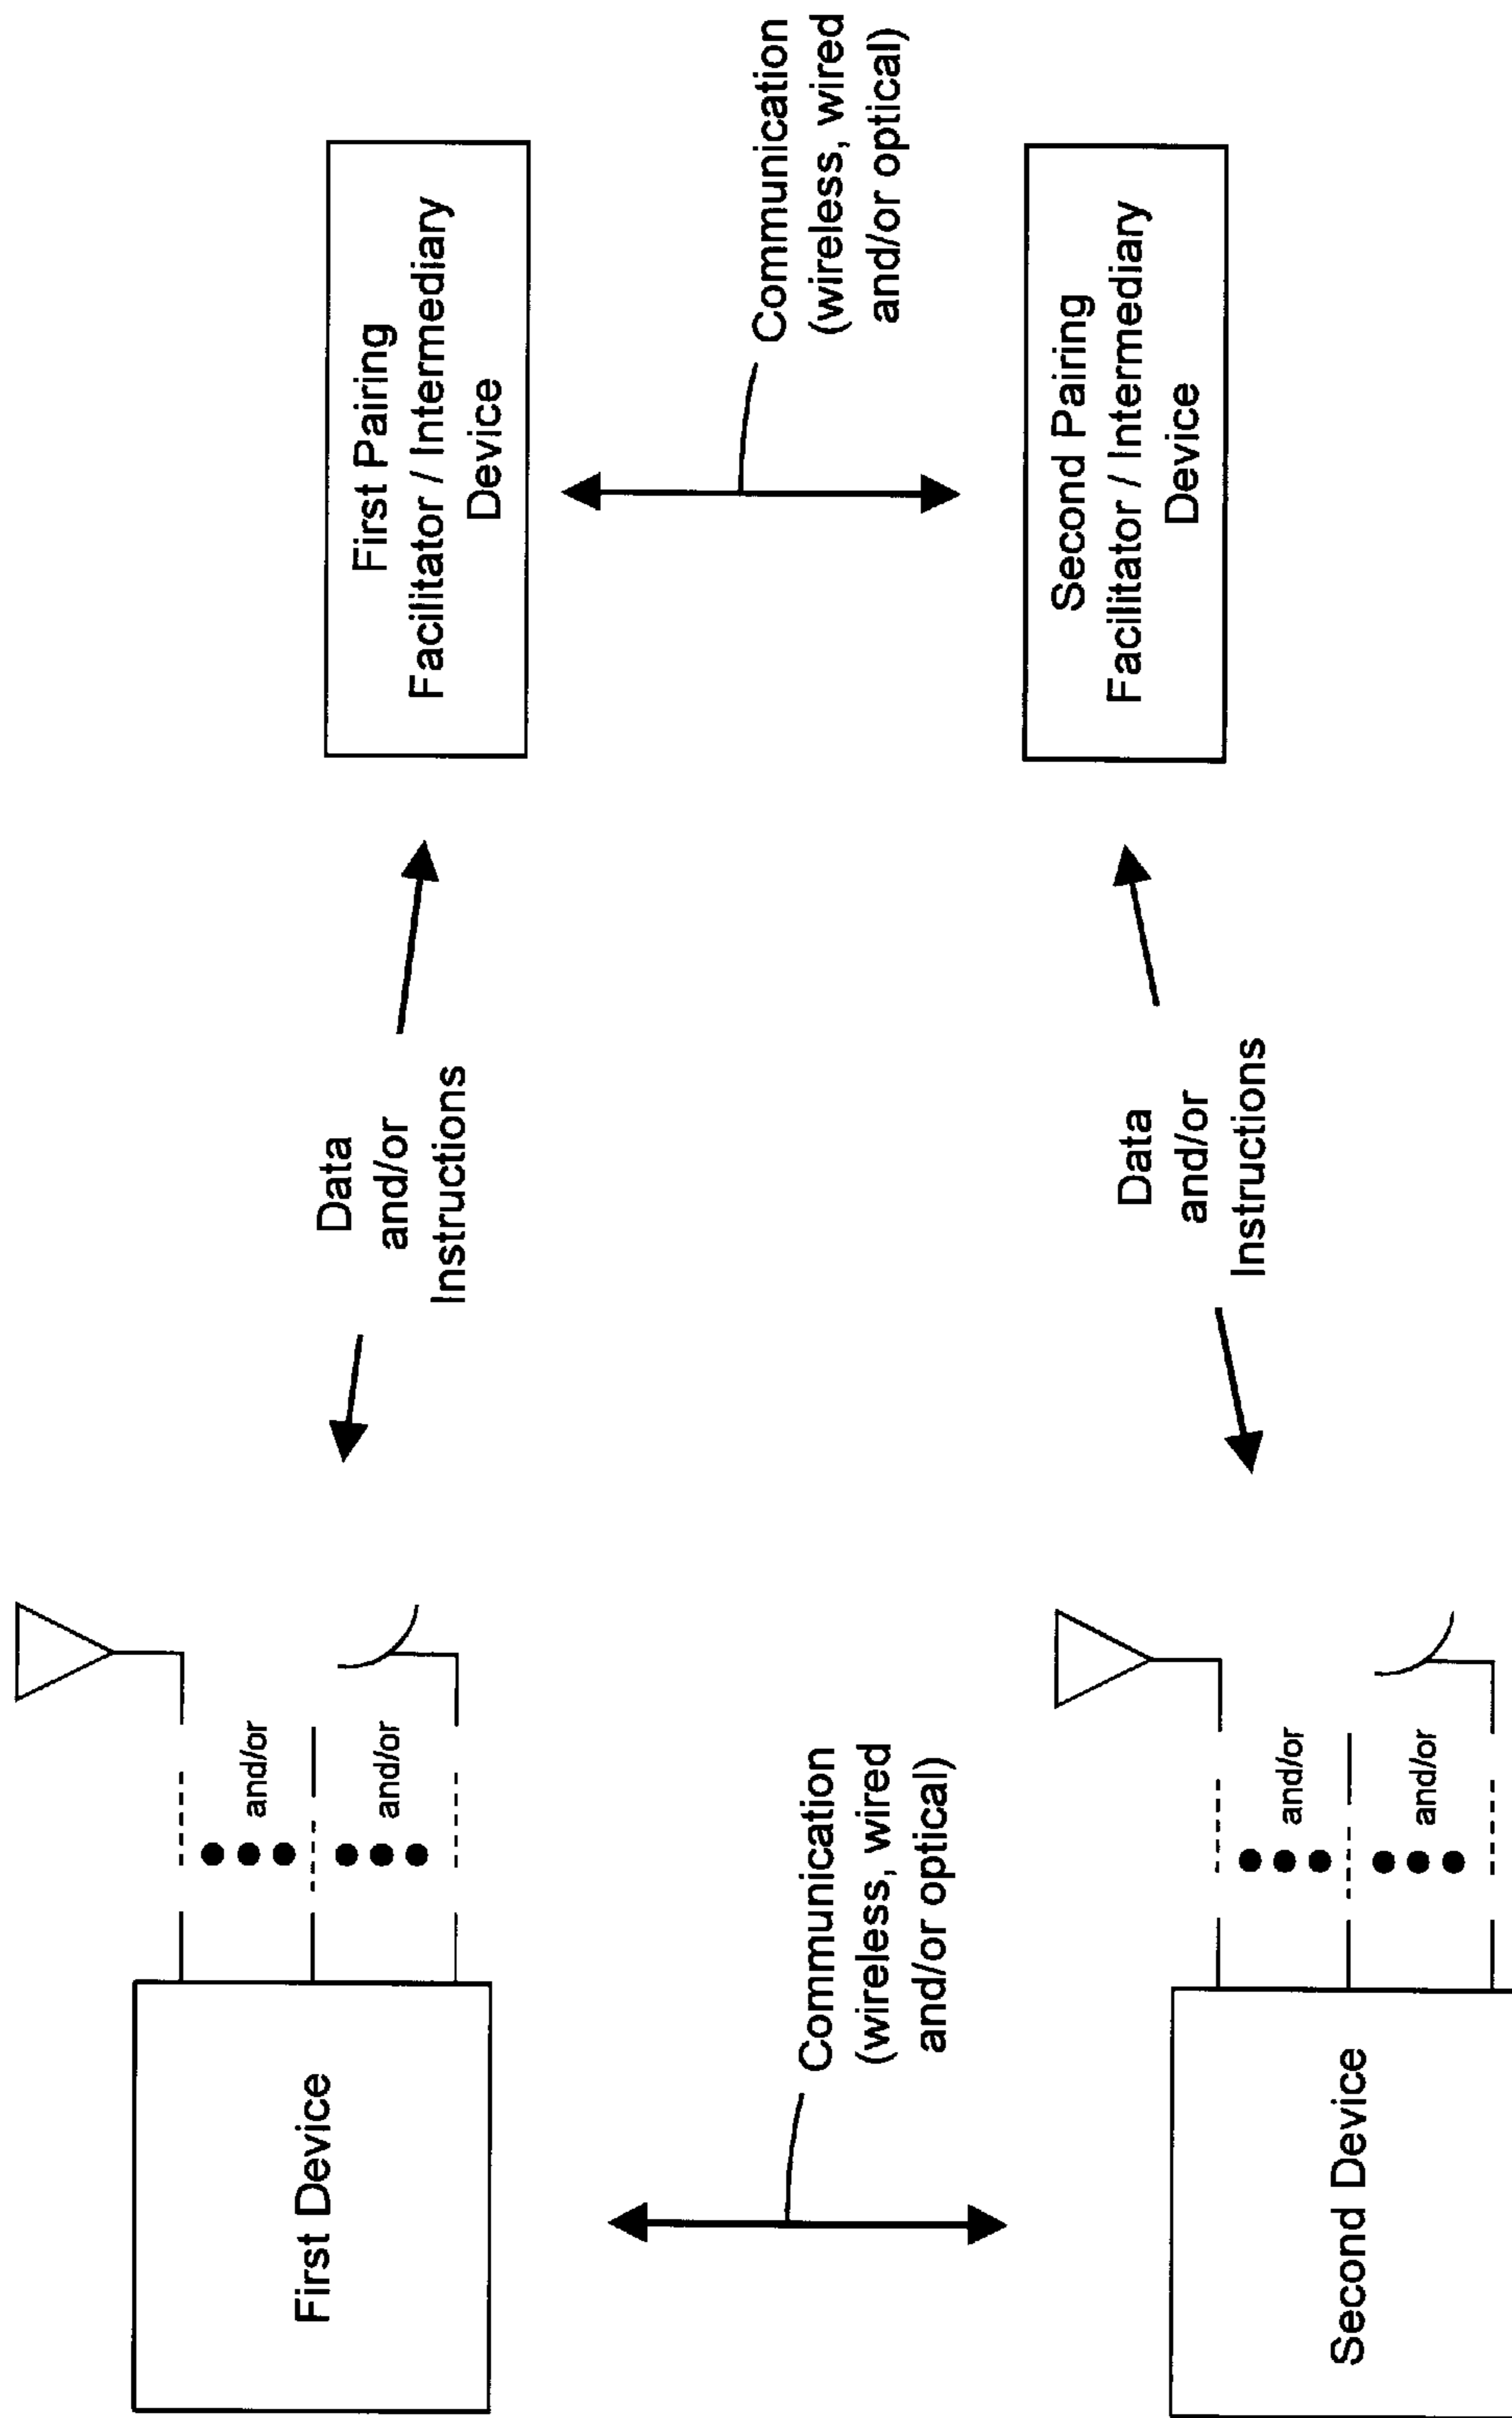 First Device
and/or
and/or
Data
and/or
Instructions
First Pairing
Facilitator / Intermediary
Device
Communication
(wireless, wired
and/or optical)
Communication
(wireless, wired
and/or optical)
Second Device
and/or
and/or
Data
and/or
Instructions
Second Pairing
Facilitator / Intermediary
Device